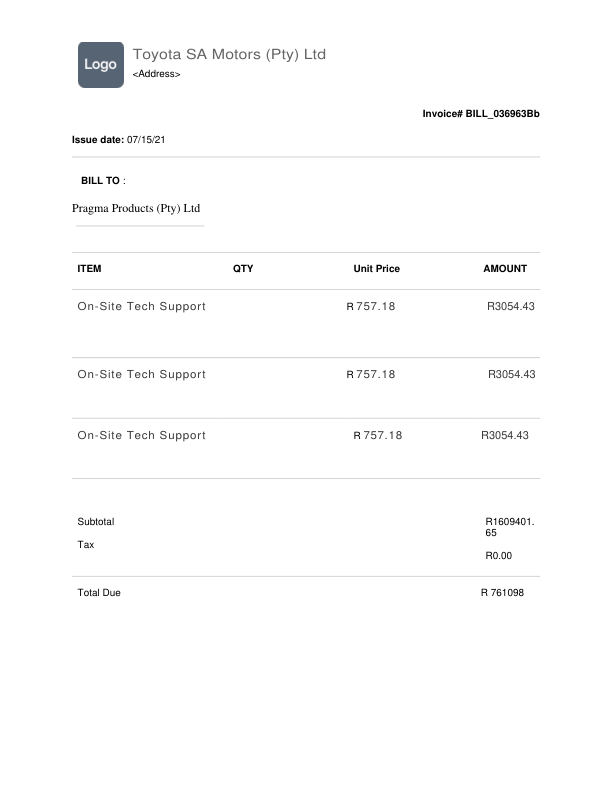 Logo
Toyota SA Motors (Pty) Ltd
<Address>
Invoice# BILL_036963Bb
Issue date: 07/15/21
BILL TO :
Pragma Products (Pty) Ltd
ITEM QTY Unit Price AMOUNT
On-Site Tech Support R 757.18 R3054.43
On-Site Tech Support R 757.18 R3054.43
On-Site Tech Support R 757.18 R3054.43
Subtotal R1609401.
65
Tax
R0.00
Total Due R 761098